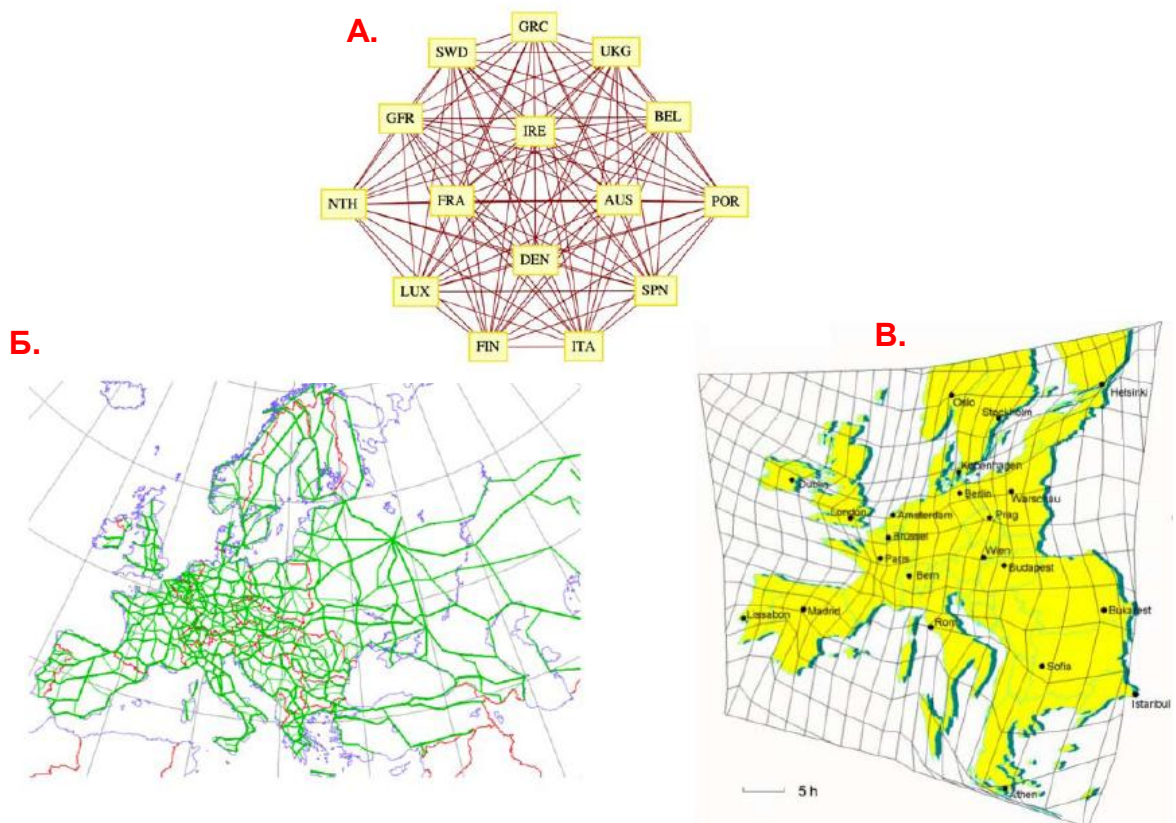 А.
GRC
SWD
UKG
GFR
BEL
IRE
NTH
FRA
AUS
POR
DEN
LUX
SPN
FIN
ITA
Б.
В.
Helsinki
Oslo
Stockholm
Kopenhagen
Dublin
Berlin
Warschau
London
Amsterdam
Prag
Brüssel
Paris
Wien
Budapest
Bern
Lissabon
Madrid
Bukarest
Rom
Sofia
Istanbul
5 h
Athen